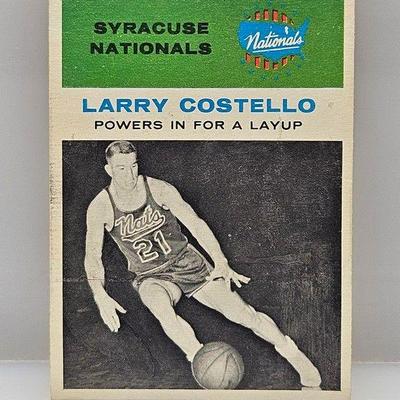 SYRACUSE
NATIONALS
Nationals
LARRY COSTELLO
POWERS IN FOR A LAYUP
Nats
21